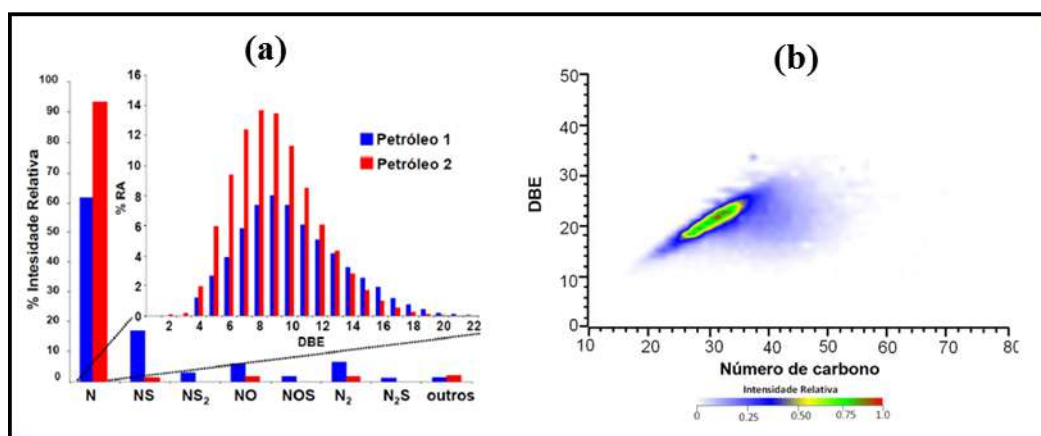 (a)
% Intesidade Relativa
100
90
80
70
60
50
40
30
20
10
0
N
NS
NS2
NO
NOS
N2
N2S
outros
% RA
16
14
12
10
8
6
4
2
0
2
4
6
8
10
12
14
16
18
20
22
DBE
Petróleo 1
Petróleo 2
(b)
DBE
50
40
30
20
10
0
10
20
30
40
50
60
70
80
Número de carbono
Intensidade Relativa
0
0.25
0.50
0.75
1.0